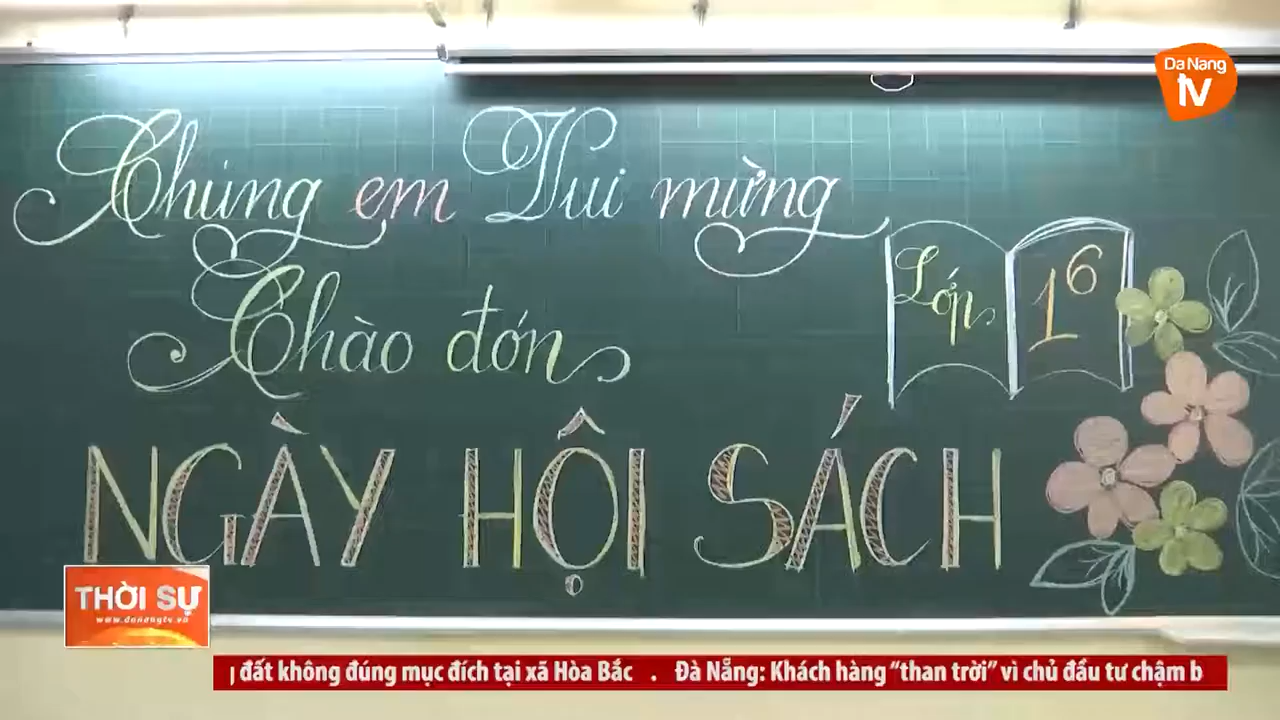 Da Nang
tv
Chúng em Vui mừng
Chào đón
Lớp 1⁶
NGÀY HỘI SÁCH
THỜI SỰ
www.danangtv.vn
đất không đúng mục đích tại xã Hòa Bắc . Đà Nẵng: Khách hàng “than trời” vì chủ đầu tư chậm b